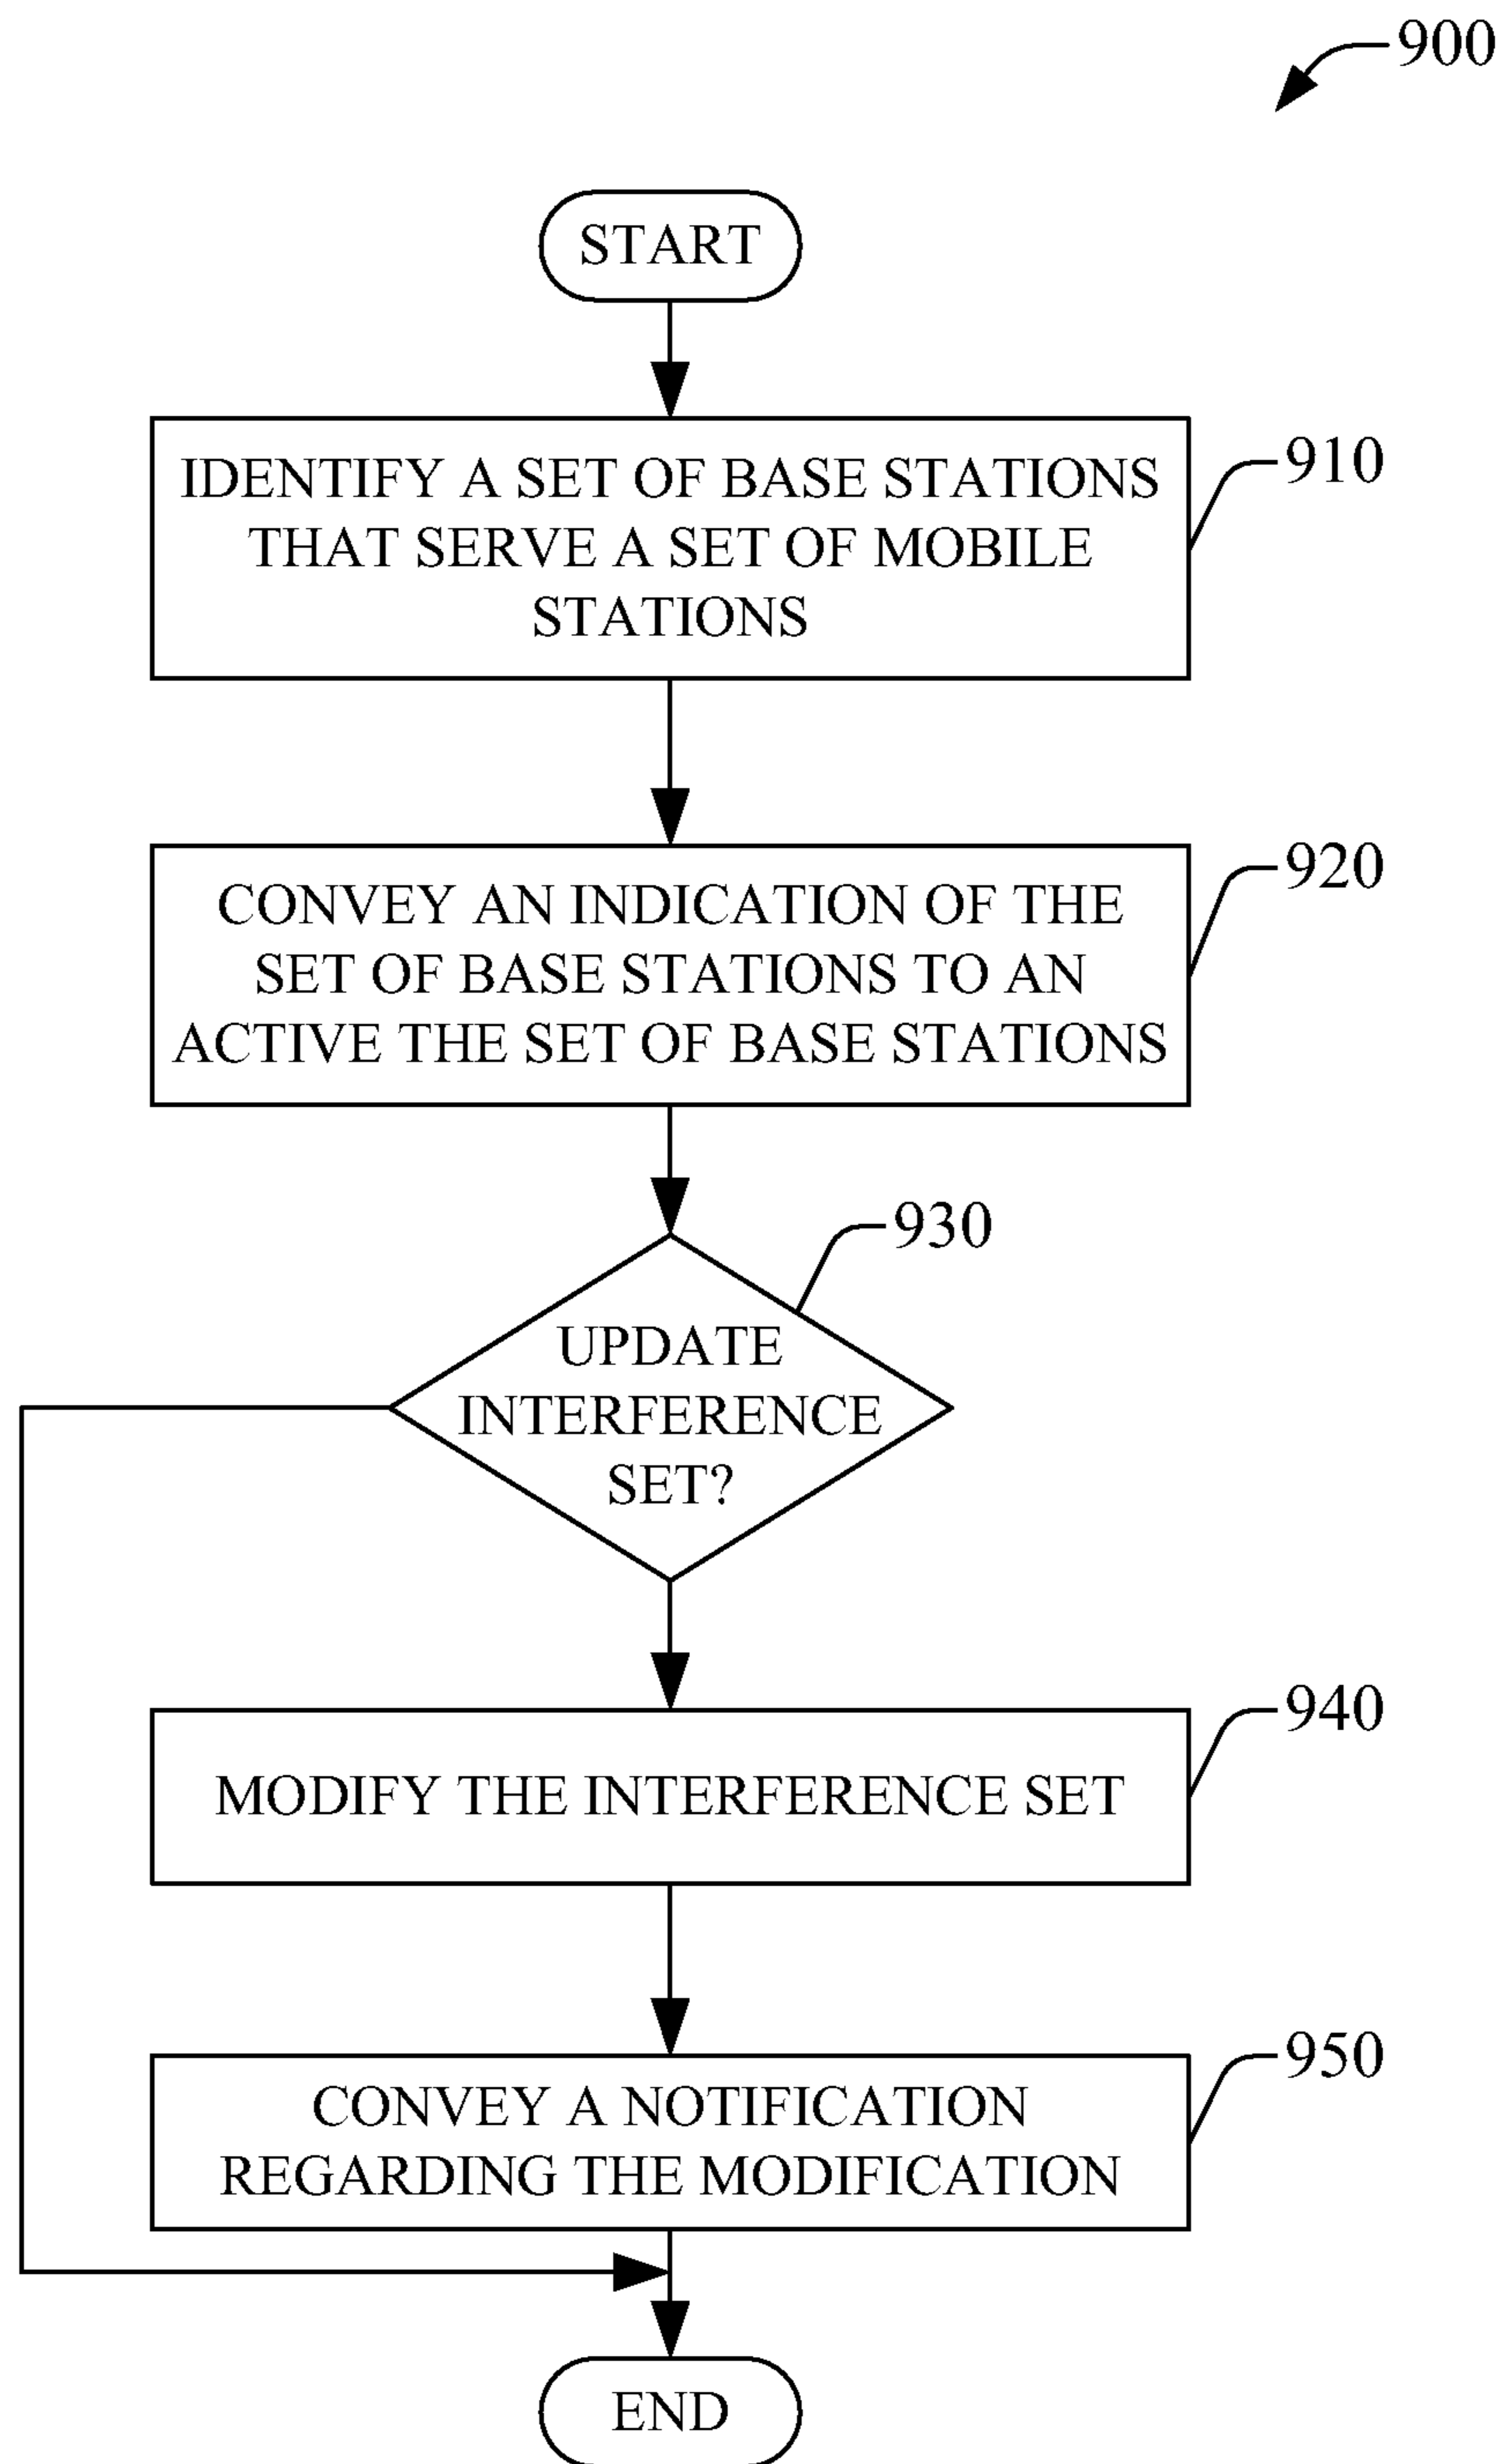 900
START
IDENTIFY A SET OF BASE STATIONS
THAT SERVE A SET OF MOBILE
STATIONS
910
CONVEY AN INDICATION OF THE
SET OF BASE STATIONS TO AN
ACTIVE THE SET OF BASE STATIONS
920
930
UPDATE
INTERFERENCE
SET?
MODIFY THE INTERFERENCE SET
940
CONVEY A NOTIFICATION
REGARDING THE MODIFICATION
950
END